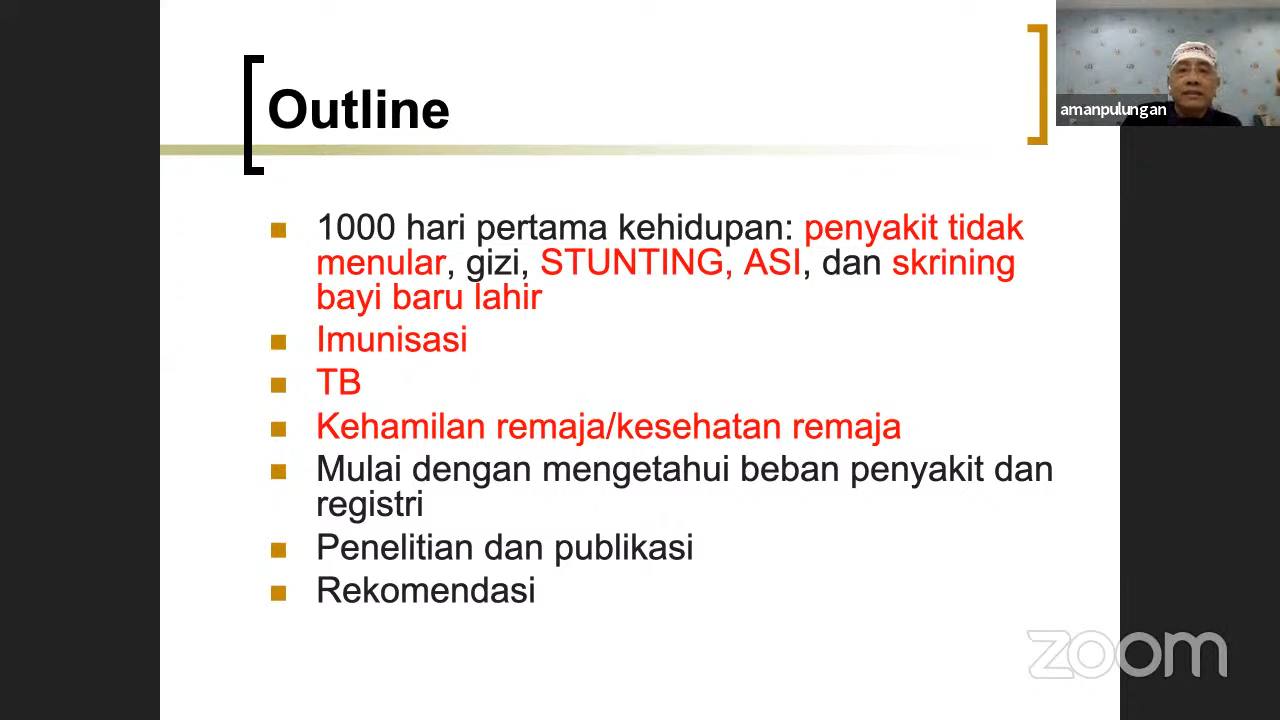 Outline
amanpulungan
1000 hari pertama kehidupan: penyakit tidak
menular, gizi, STUNTING, ASI, dan skrining
bayi baru lahir
Imunisasi
TB
Kehamilan remaja/kesehatan remaja
Mulai dengan mengetahui beban penyakit dan
registri
Penelitian dan publikasi
Rekomendasi
zoom